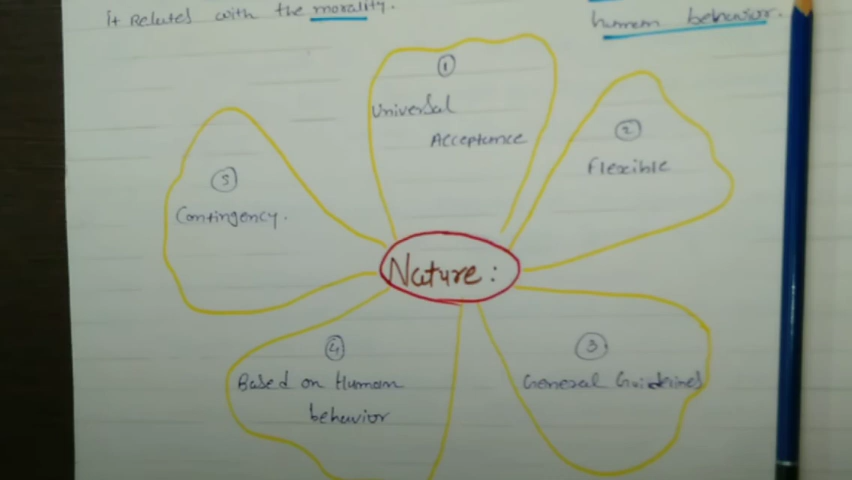 it relates with the morality.
human behavior.
①
Universal
Acceptance
②
Flexible
⑤
Contingency.
Nature:
④
Based on Human
behavior
③
General Guidelines